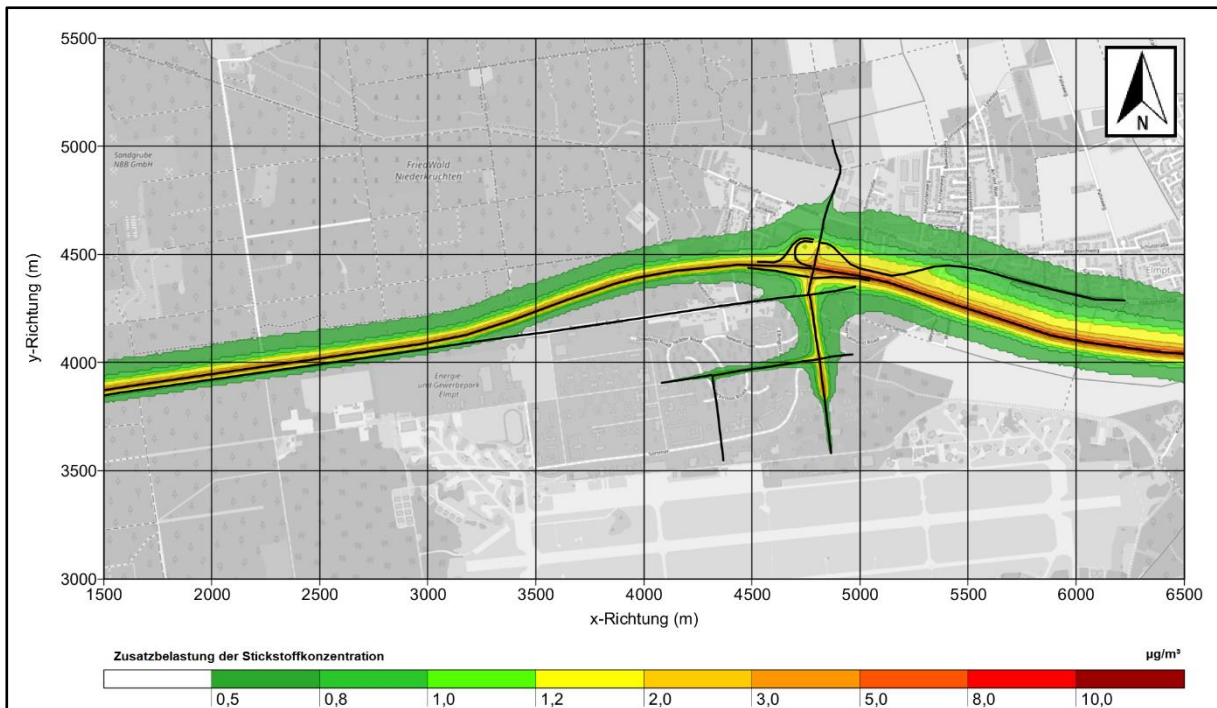 5500
5000
4500
4000
3500
3000
y-Richtung (m)
Sandgrube
NBB GmbH
FriedWald
Niederkrüchten
Energie-
und Gewerbepark
Elmpt
Elmpt
N
1500 2000 2500 3000 3500 4000 4500 5000 5500 6000 6500
x-Richtung (m)
Zusatzbelastung der Stickstoffkonzentration µg/m³
0,5 0,8 1,0 1,2 2,0 3,0 5,0 8,0 10,0